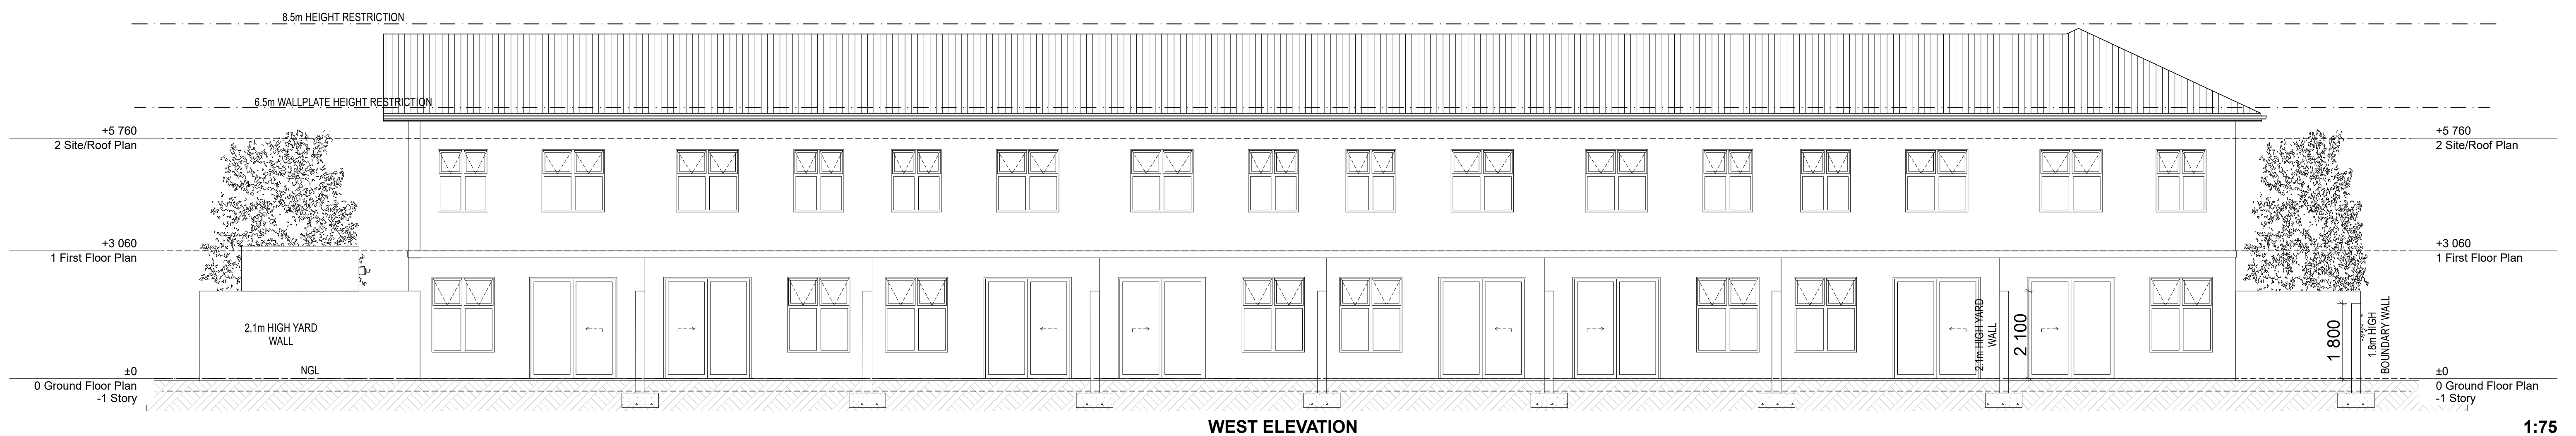 8.5m HEIGHT RESTRICTION
6.5m WALLPLATE HEIGHT RESTRICTION
+5 760
2 Site/Roof Plan
+5 760
2 Site/Roof Plan
+3 060
1 First Floor Plan
+3 060
1 First Floor Plan
2.1m HIGH YARD
WALL
2.1m HIGH YARD
WALL
2 100
1 800
1.8m HIGH
BOUNDARY WALL
NGL
±0
0 Ground Floor Plan
-1 Story
±0
0 Ground Floor Plan
-1 Story
WEST ELEVATION
1:75